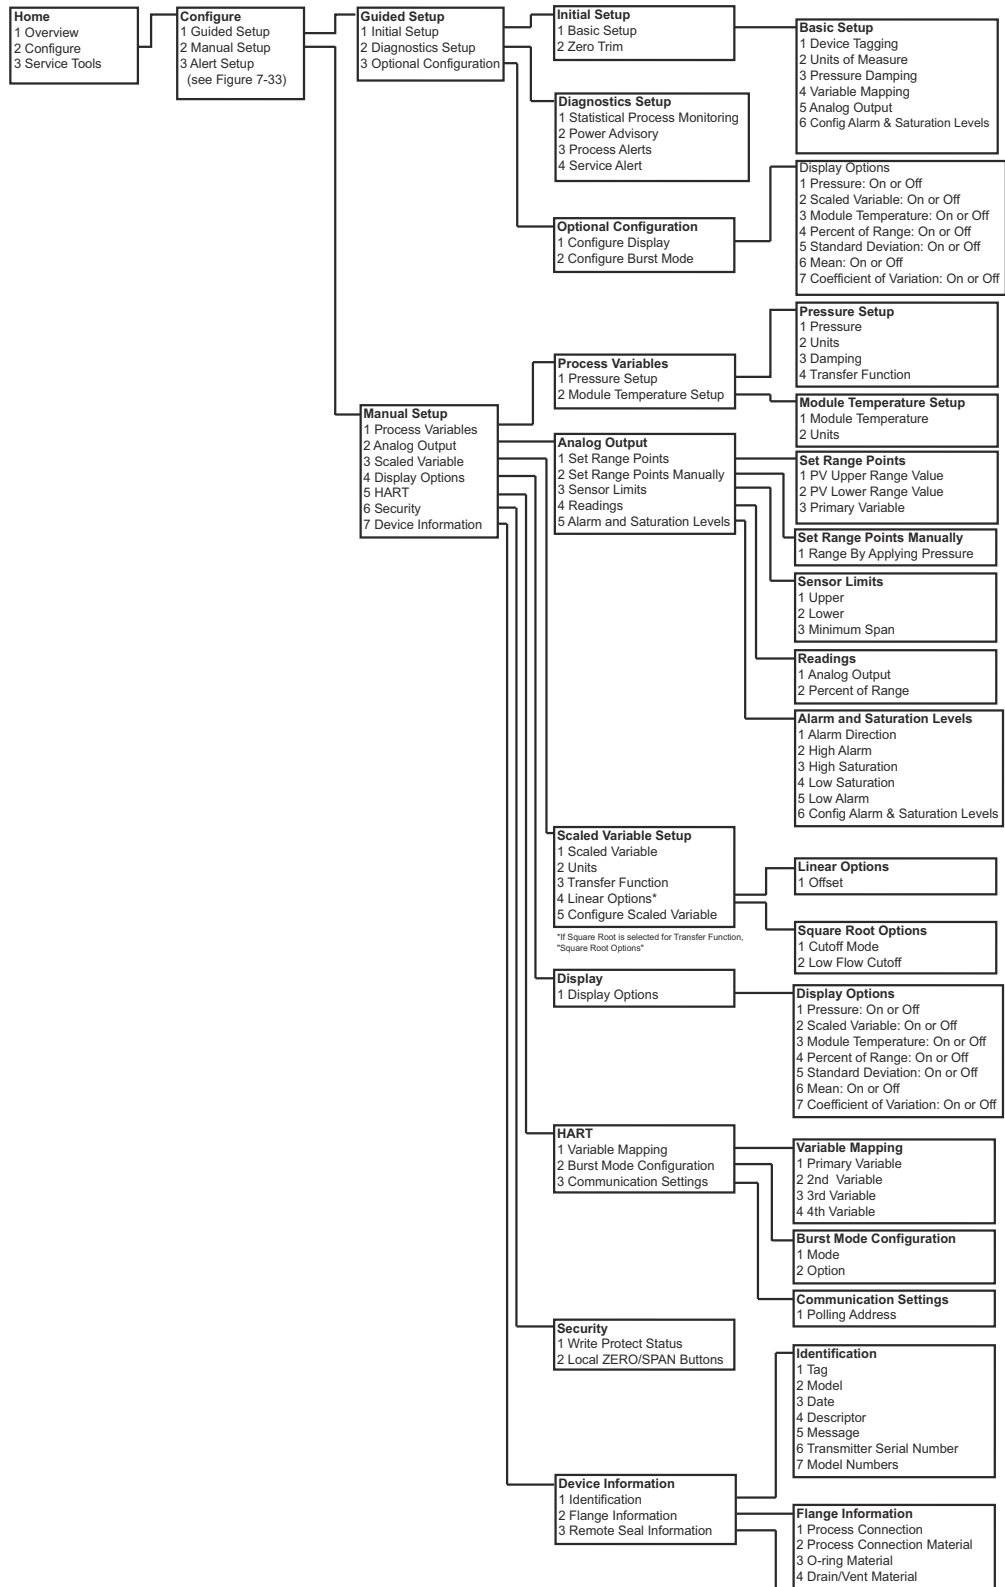 Home
1 Overview
2 Configure
3 Service Tools
Configure
1 Guided Setup
2 Manual Setup
3 Alert Setup
(see Figure 7-33)
Guided Setup
1 Initial Setup
2 Diagnostics Setup
3 Optional Configuration
Initial Setup
1 Basic Setup
2 Zero Trim
Basic Setup
1 Device Tagging
2 Units of Measure
3 Pressure Damping
4 Variable Mapping
5 Analog Output
6 Config Alarm & Saturation Levels
Diagnostics Setup
1 Statistical Process Monitoring
2 Power Advisory
3 Process Alerts
4 Service Alert
Optional Configuration
1 Configure Display
2 Configure Burst Mode
Display Options
1 Pressure: On or Off
2 Scaled Variable: On or Off
3 Module Temperature: On or Off
4 Percent of Range: On or Off
5 Standard Deviation: On or Off
6 Mean: On or Off
7 Coefficient of Variation: On or Off
Manual Setup
1 Process Variables
2 Analog Output
3 Scaled Variable
4 Display Options
5 HART
6 Security
7 Device Information
Process Variables
1 Pressure Setup
2 Module Temperature Setup
Pressure Setup
1 Pressure
2 Units
3 Damping
4 Transfer Function
Module Temperature Setup
1 Module Temperature
2 Units
Analog Output
1 Set Range Points
2 Set Range Points Manually
3 Sensor Limits
4 Readings
5 Alarm and Saturation Levels
Set Range Points
1 PV Upper Range Value
2 PV Lower Range Value
3 Primary Variable
Set Range Points Manually
1 Range By Applying Pressure
Sensor Limits
1 Upper
2 Lower
3 Minimum Span
Readings
1 Analog Output
2 Percent of Range
Alarm and Saturation Levels
1 Alarm Direction
2 High Alarm
3 High Saturation
4 Low Saturation
5 Low Alarm
6 Config Alarm & Saturation Levels
Scaled Variable Setup
1 Scaled Variable
2 Units
3 Transfer Function
4 Linear Options*
5 Configure Scaled Variable
*If Square Root is selected for Transfer Function,
"Square Root Options"
Linear Options
1 Offset
Square Root Options
1 Cutoff Mode
2 Low Flow Cutoff
Display
1 Display Options
Display Options
1 Pressure: On or Off
2 Scaled Variable: On or Off
3 Module Temperature: On or Off
4 Percent of Range: On or Off
5 Standard Deviation: On or Off
6 Mean: On or Off
7 Coefficient of Variation: On or Off
HART
1 Variable Mapping
2 Burst Mode Configuration
3 Communication Settings
Variable Mapping
1 Primary Variable
2 2nd Variable
3 3rd Variable
4 4th Variable
Burst Mode Configuration
1 Mode
2 Option
Communication Settings
1 Polling Address
Security
1 Write Protect Status
2 Local ZERO/SPAN Buttons
Identification
1 Tag
2 Model
3 Date
4 Descriptor
5 Message
6 Transmitter Serial Number
7 Model Numbers
Device Information
1 Identification
2 Flange Information
3 Remote Seal Information
Flange Information
1 Process Connection
2 Process Connection Material
3 O-ring Material
4 Drain/Vent Material